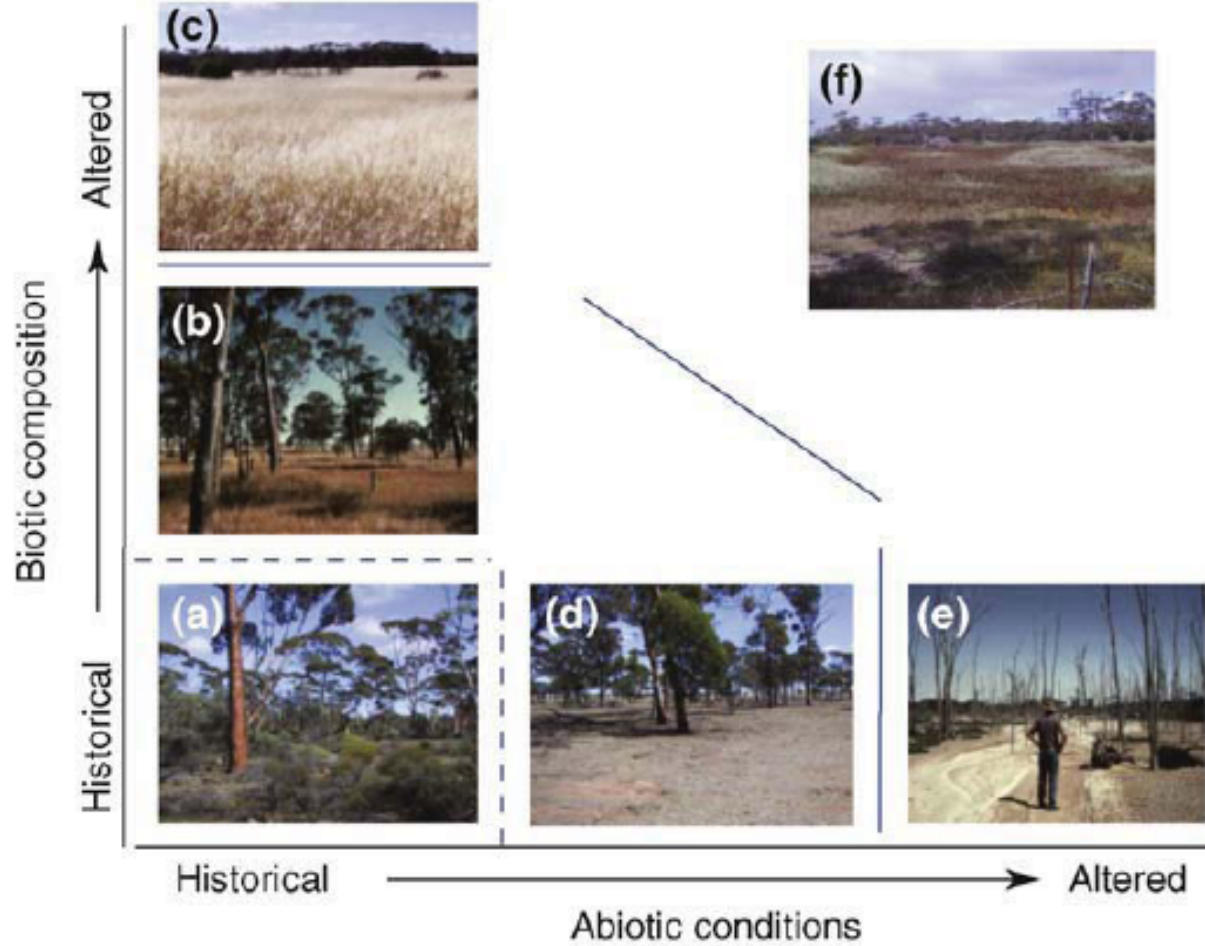 (c)
(f)
Altered
(b)
Biotic composition
(a)
(d)
(e)
Historical
Historical
Altered
Abiotic conditions